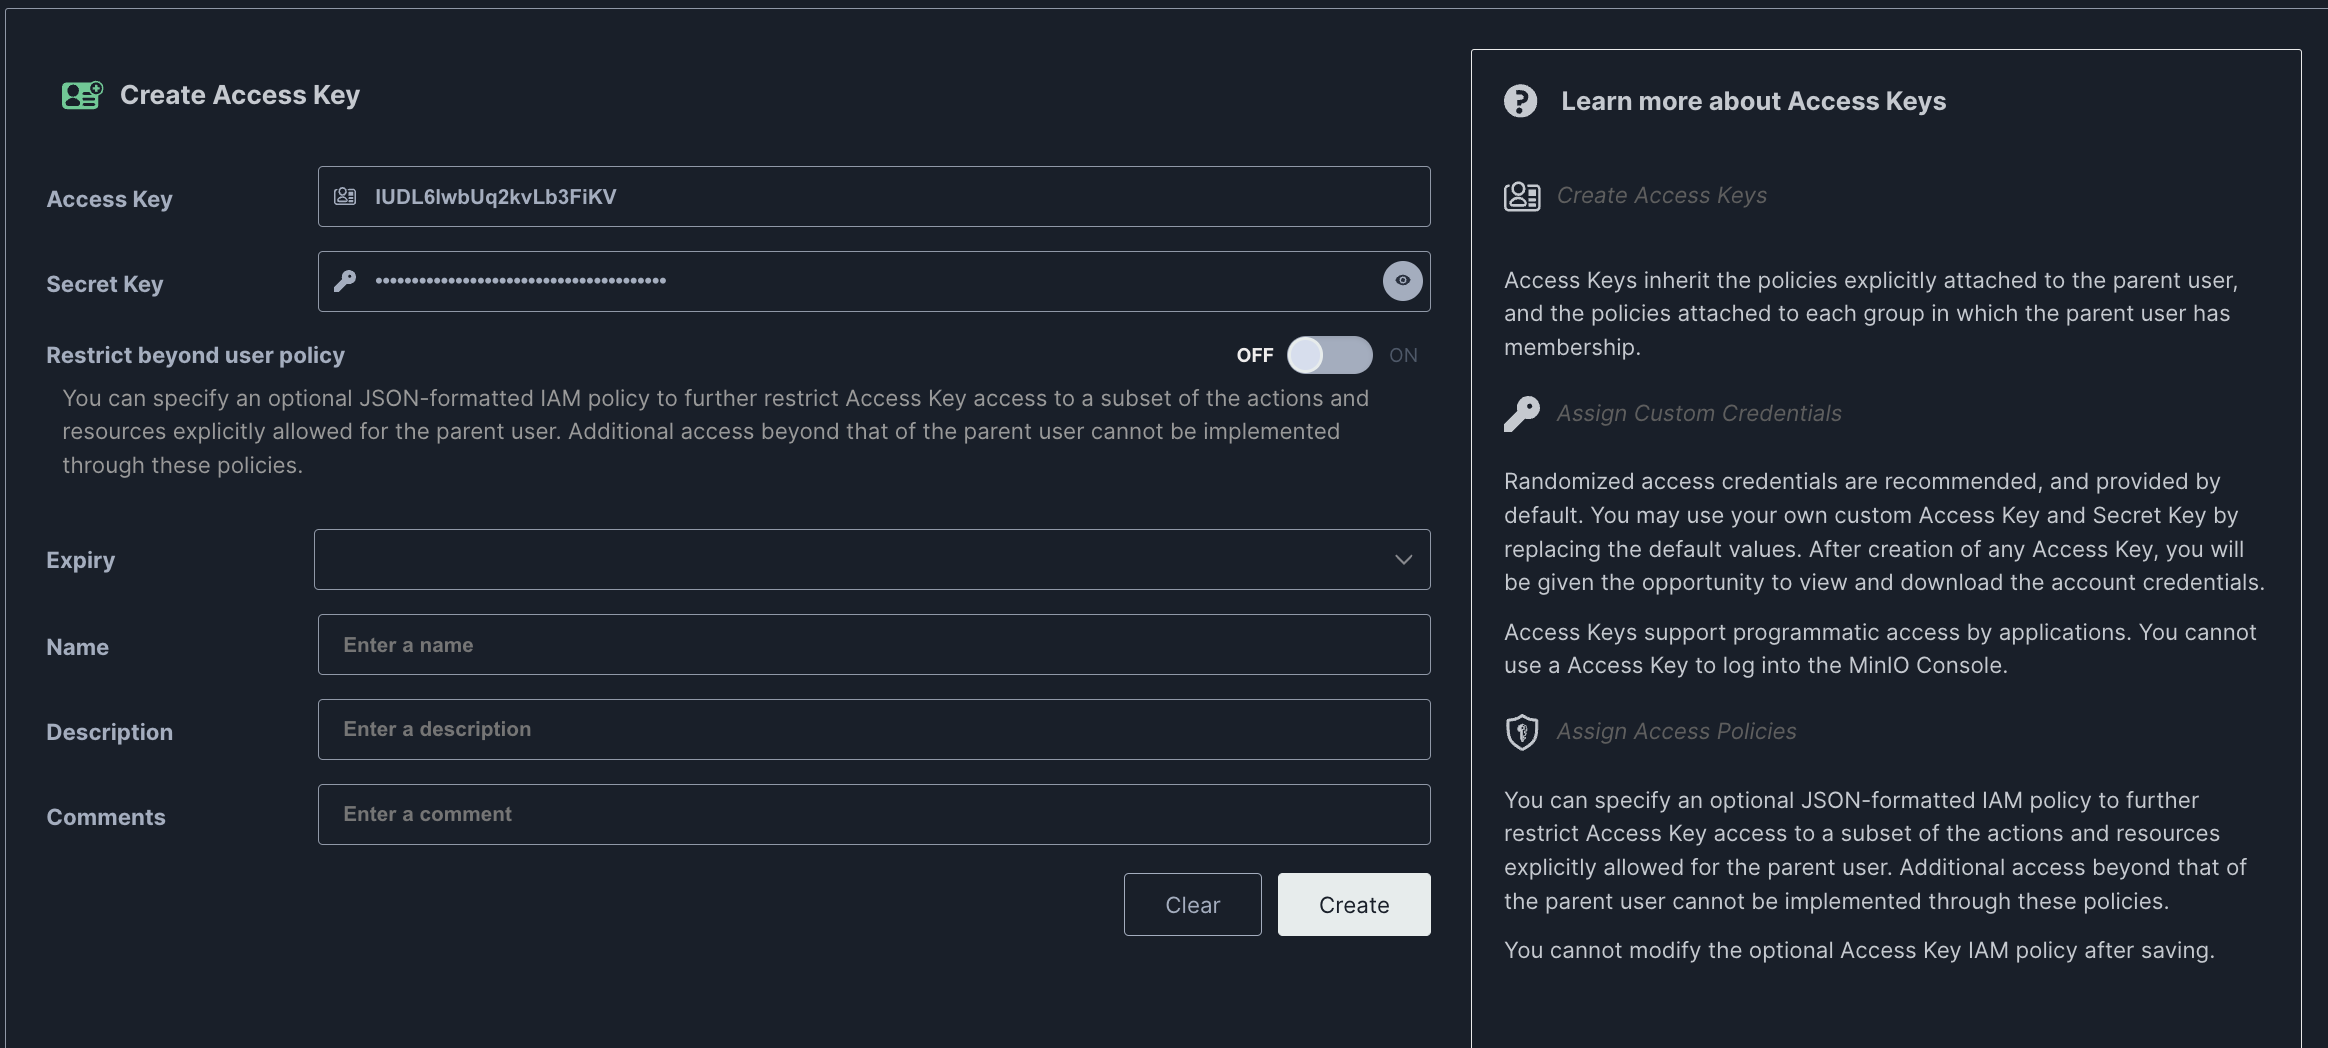 Create Access Key
Access Key
IUDL6lwbUq2kvLb3FiKV
Secret Key
••••••••••••••••••••••••••••••••••••••••
Restrict beyond user policy
OFF
ON
You can specify an optional JSON-formatted IAM policy to further restrict Access Key access to a subset of the actions and
resources explicitly allowed for the parent user. Additional access beyond that of the parent user cannot be implemented
through these policies.
Expiry
Name
Enter a name
Description
Enter a description
Comments
Enter a comment
Clear
Create
Learn more about Access Keys
Create Access Keys
Access Keys inherit the policies explicitly attached to the parent user,
and the policies attached to each group in which the parent user has
membership.
Assign Custom Credentials
Randomized access credentials are recommended, and provided by
default. You may use your own custom Access Key and Secret Key by
replacing the default values. After creation of any Access Key, you will
be given the opportunity to view and download the account credentials.
Access Keys support programmatic access by applications. You cannot
use a Access Key to log into the MinIO Console.
Assign Access Policies
You can specify an optional JSON-formatted IAM policy to further
restrict Access Key access to a subset of the actions and resources
explicitly allowed for the parent user. Additional access beyond that of
the parent user cannot be implemented through these policies.
You cannot modify the optional Access Key IAM policy after saving.